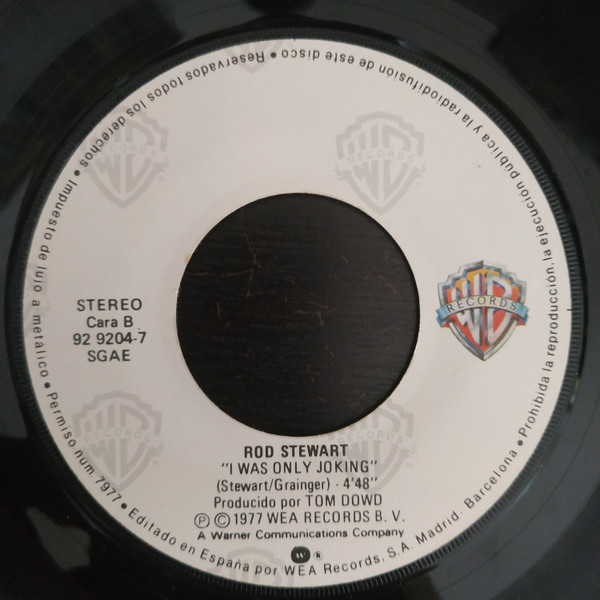 STEREO
Cara B
92 9204-7
SGAE
W RECORDS B
ROD STEWART
"I WAS ONLY JOKING"
(Stewart/Grainger) - 4'48"
Producido por TOM DOWD
Ⓟ © 1977 WEA RECORDS B. V.
A Warner Communications Company
Reservados todos los derechos • Impuesto de lujo a metálico • Permiso num. 7977 • Editado en España por WEA Records, S.A. Madrid. Barcelona • Prohibida la reproducción, la ejecución pública y la radiodifusión de este disco •